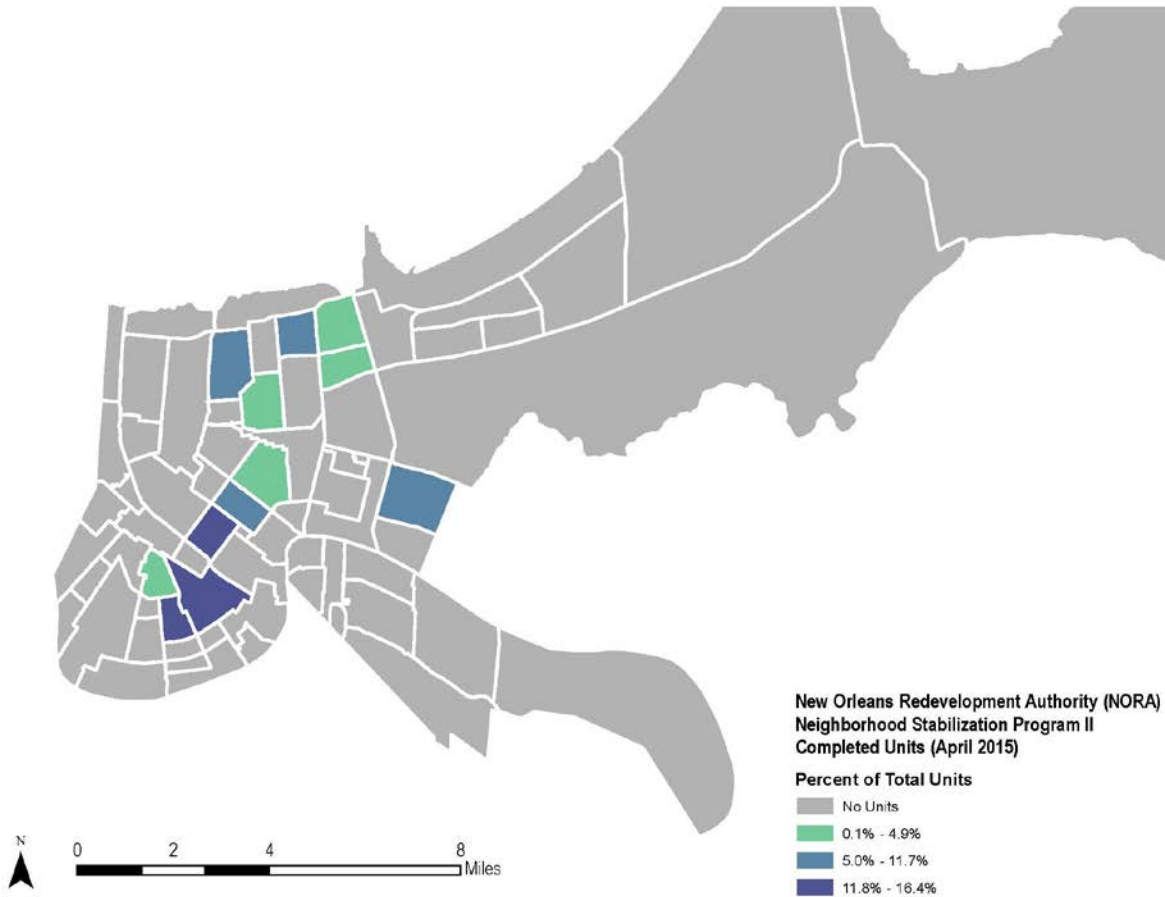 New Orleans Redevelopment Authority (NORA)
Neighborhood Stabilization Program II
Completed Units (April 2015)
Percent of Total Units
No Units
0.1% - 4.9%
5.0% - 11.7%
11.8% - 16.4%
N
0 2 4 8
Miles